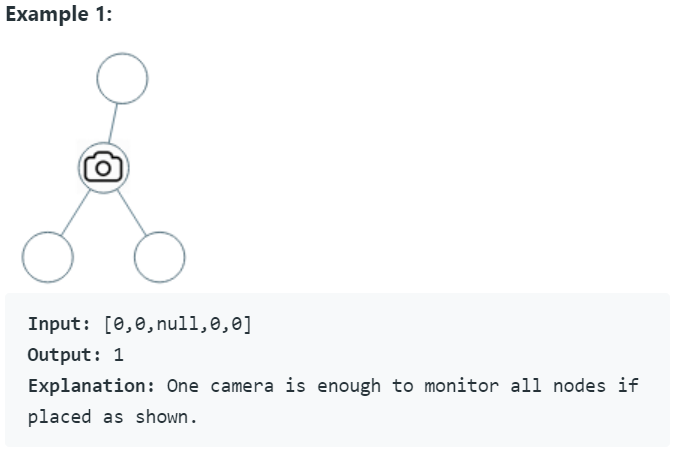 Example 1:
Input: [0,0,null,0,0]
Output: 1
Explanation: One camera is enough to monitor all nodes if
placed as shown.